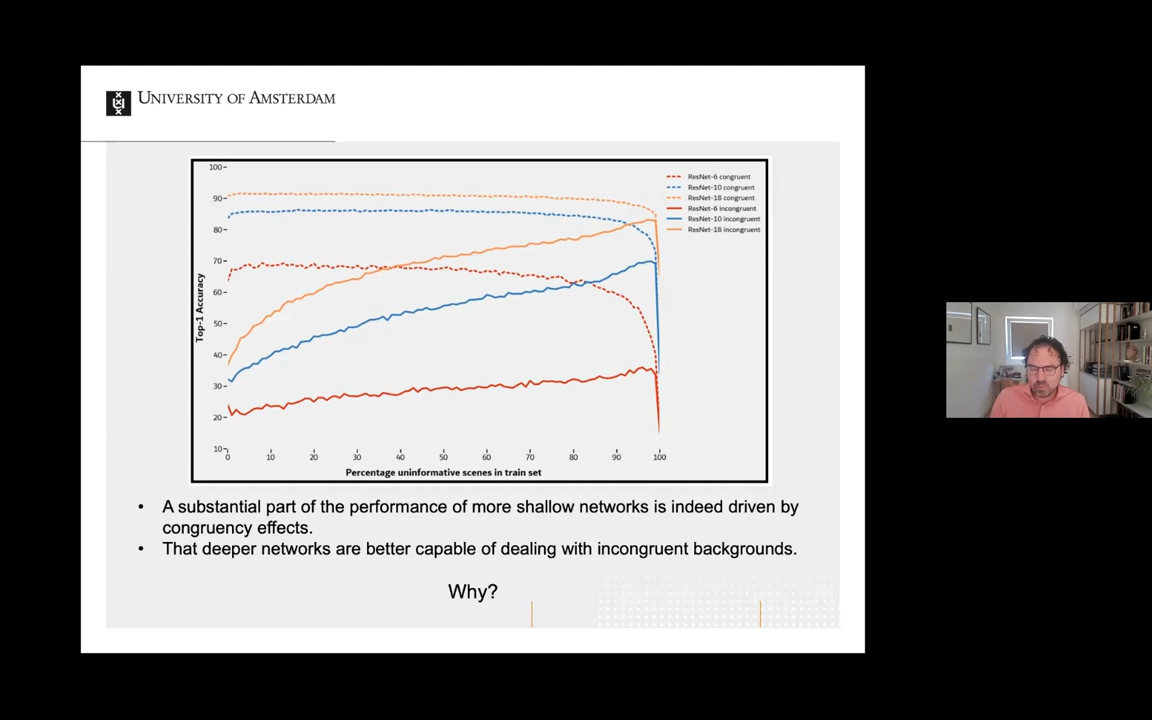 UNIVERSITY OF AMSTERDAM
100
90
80
70
60
50
40
30
20
10
Top-1 Accuracy
ResNet-6 congruent
ResNet-10 congruent
ResNet-18 congruent
ResNet-6 incongruent
ResNet-10 incongruent
ResNet-18 incongruent
0 10 20 30 40 50 60 70 80 90 100
Percentage uninformative scenes in train set
• A substantial part of the performance of more shallow networks is indeed driven by
congruency effects.
• That deeper networks are better capable of dealing with incongruent backgrounds.
Why?